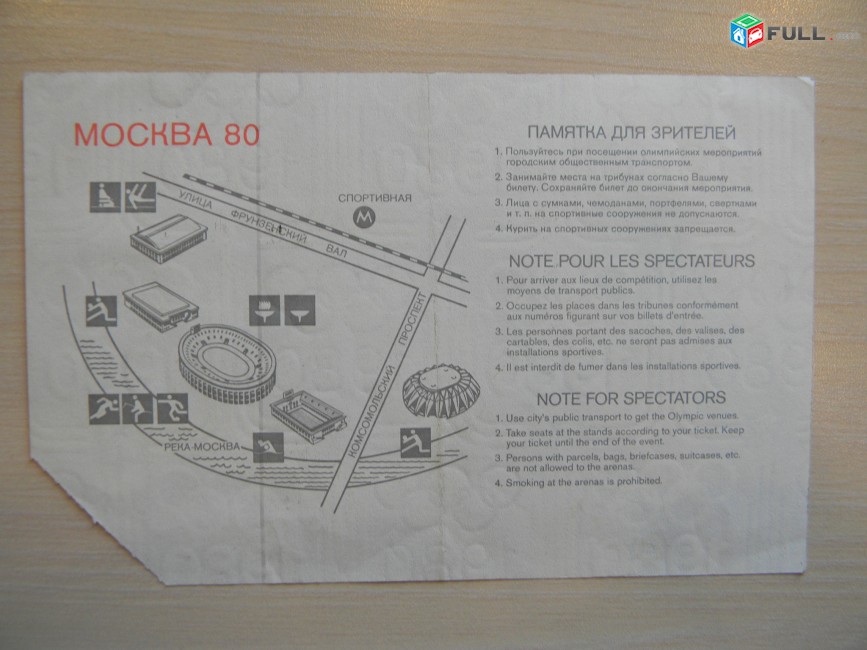 FULL
МОСКВА 80
СПОРТИВНАЯ
М
УЛИЦА ФРУНЗЕНСКИЙ ВАЛ
КОМСОМОЛЬСКИЙ ПРОСПЕКТ
РЕКА-МОСКВА
ПАМЯТКА ДЛЯ ЗРИТЕЛЕЙ
1. Пользуйтесь при посещении олимпийских мероприятий
городским общественным транспортом.
2. Занимайте места на трибунах согласно Вашему
билету. Сохраняйте билет до окончания мероприятия.
3. Лица с сумками, чемоданами, портфелями, свертками
и т. п. на спортивные сооружения не допускаются.
4. Курить на спортивных сооружениях запрещается.
NOTE POUR LES SPECTATEURS
1. Pour arriver aux lieux de compétition, utilisez les
moyens de transport publics.
2. Occupez les places dans les tribunes conformément
aux numéros figurant sur vos billets d'entrée.
3. Les personnes portant des sacoches, des valises, des
cartables, des colis, etc. ne seront pas admises aux
installations sportives.
4. Il est interdit de fumer dans les installations sportives.
NOTE FOR SPECTATORS
1. Use city's public transport to get the Olympic venues.
2. Take seats at the stands according to your ticket. Keep
your ticket until the end of the event.
3. Persons with parcels, bags, briefcases, suitcases, etc.
are not allowed to the arenas.
4. Smoking at the arenas is prohibited.